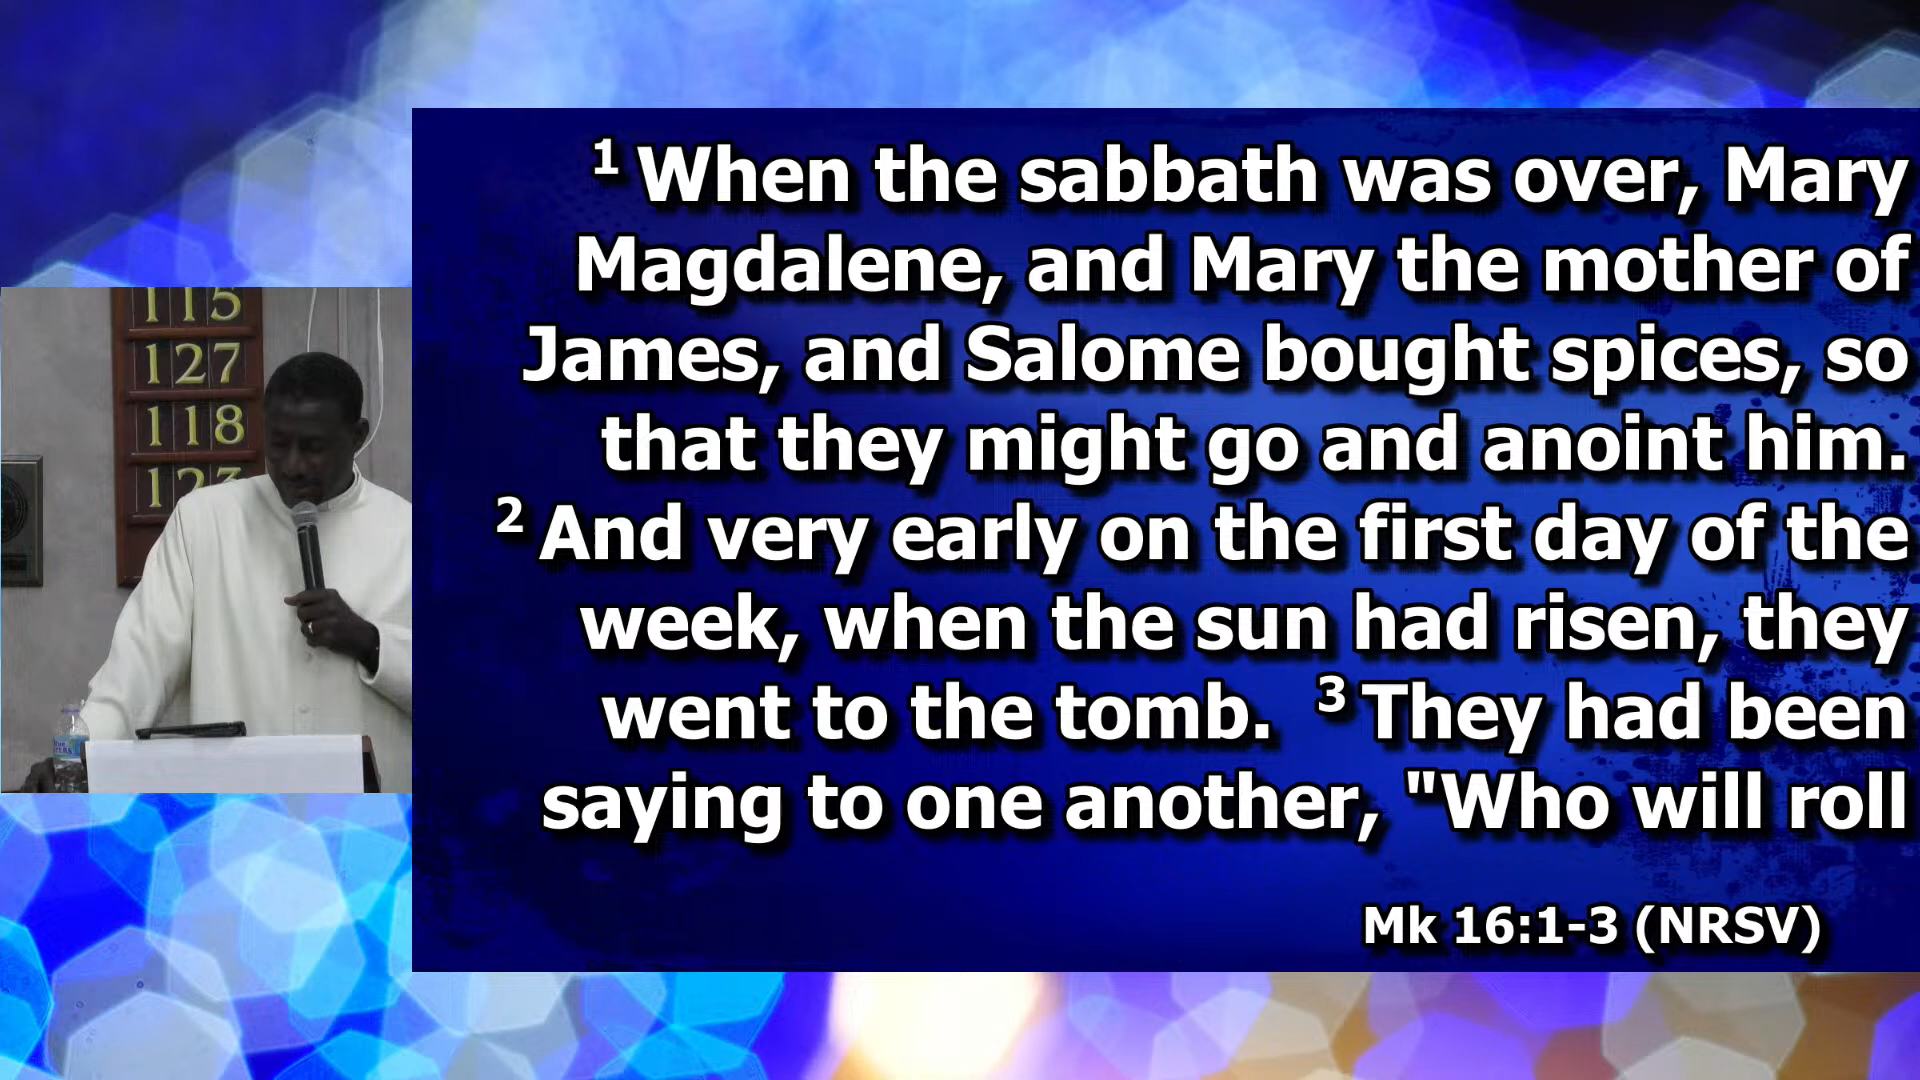 115
127
118
123
1 When the sabbath was over, Mary
Magdalene, and Mary the mother of
James, and Salome bought spices, so
that they might go and anoint him.
2 And very early on the first day of the
week, when the sun had risen, they
went to the tomb. 3 They had been
saying to one another, "Who will roll
Mk 16:1-3 (NRSV)